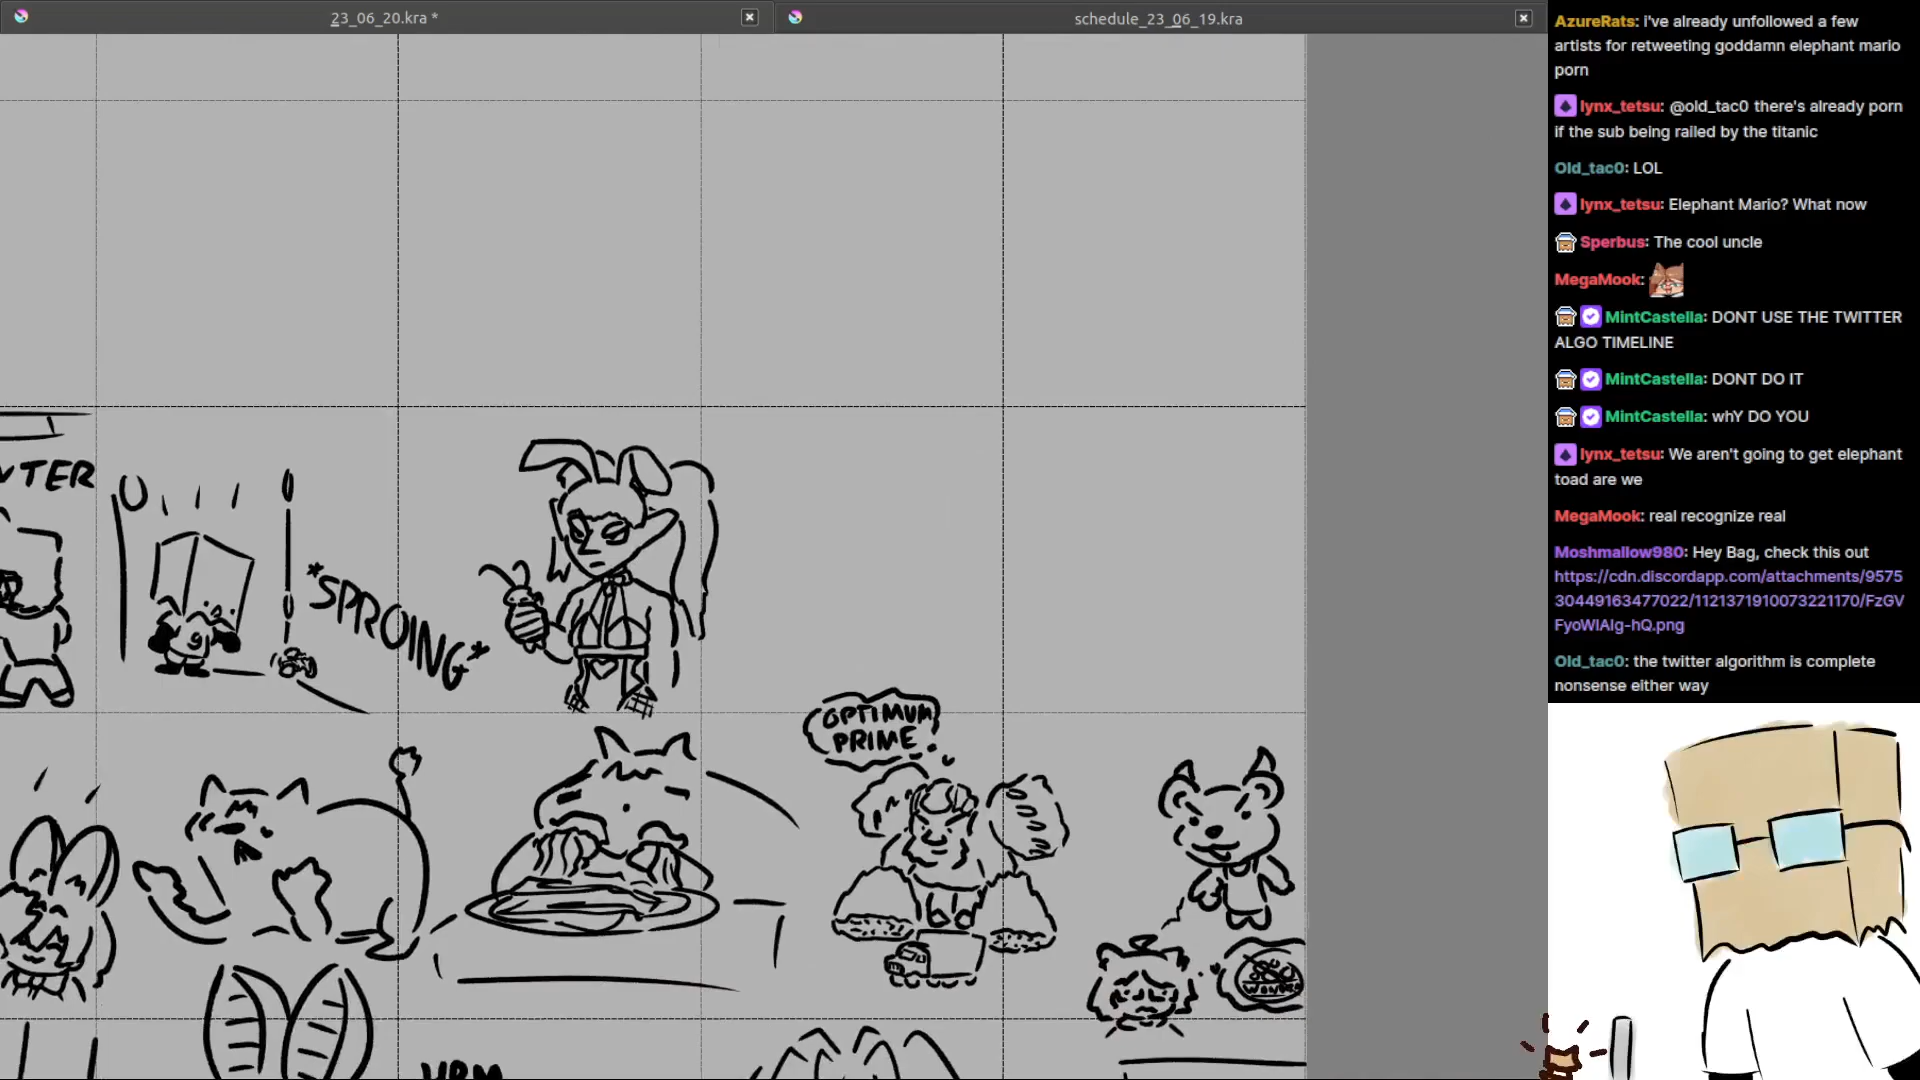 23_06_20.kra *
schedule_23_06_19.kra
AzureRats: i've already unfollowed a few
artists for retweeting goddamn elephant mario
porn
lynx_tetsu: @old_tac0 there's already porn
if the sub being railed by the titanic
Old_tac0: LOL
lynx_tetsu: Elephant Mario? What now
Sperbus: The cool uncle
MegaMook:
MintCastella: DONT USE THE TWITTER
ALGO TIMELINE
MintCastella: DONT DO IT
MintCastella: whY DO YOU
lynx_tetsu: We aren't going to get elephant
toad are we
MegaMook: real recognize real
Moshmallow980: Hey Bag, check this out
https://cdn.discordapp.com/attachments/9575
30449163477022/1121371910073221170/FzGV
FyoWIAIg-hQ.png
Old_tac0: the twitter algorithm is complete
nonsense either way
NTER
*SPROING*
OPTIMUM
PRIME